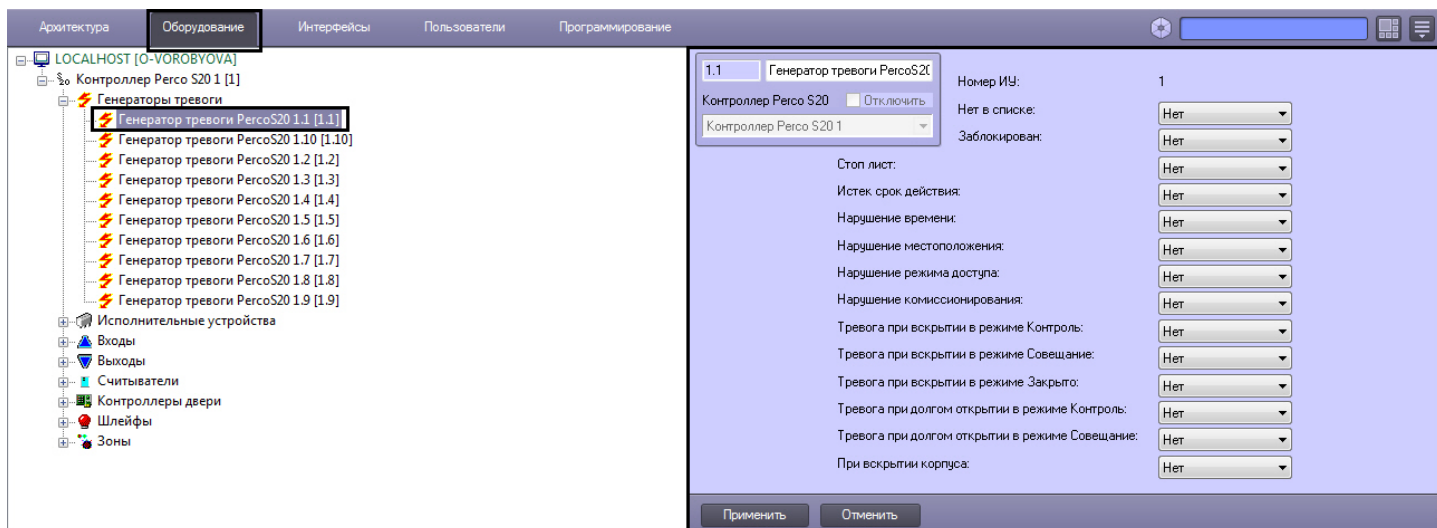 Архитектура Оборудование Интерфейсы Пользователи Программирование
LOCALHOST [O-VOROBYOVA]
Контроллер Perco S20 1 [1]
Генераторы тревоги
Генератор тревоги PercoS20 1.1 [1.1]
Генератор тревоги PercoS20 1.10 [1.10]
Генератор тревоги PercoS20 1.2 [1.2]
Генератор тревоги PercoS20 1.3 [1.3]
Генератор тревоги PercoS20 1.4 [1.4]
Генератор тревоги PercoS20 1.5 [1.5]
Генератор тревоги PercoS20 1.6 [1.6]
Генератор тревоги PercoS20 1.7 [1.7]
Генератор тревоги PercoS20 1.8 [1.8]
Генератор тревоги PercoS20 1.9 [1.9]
Исполнительные устройства
Входы
Выходы
Считыватели
Контроллеры двери
Шлейфы
Зоны
1.1 Генератор тревоги PercoS2(
Контроллер Perco S20 Отключить
Контроллер Perco S20 1
Номер ИУ: 1
Нет в списке: Нет
Заблокирован: Нет
Стоп лист: Нет
Истек срок действия: Нет
Нарушение времени: Нет
Нарушение местоположения: Нет
Нарушение режима доступа: Нет
Нарушение комиссионирования: Нет
Тревога при вскрытии в режиме Контроль: Нет
Тревога при вскрытии в режиме Совещание: Нет
Тревога при вскрытии в режиме Закрыто: Нет
Тревога при долгом открытии в режиме Контроль: Нет
Тревога при долгом открытии в режиме Совещание: Нет
При вскрытии корпуса: Нет
Применить Отменить